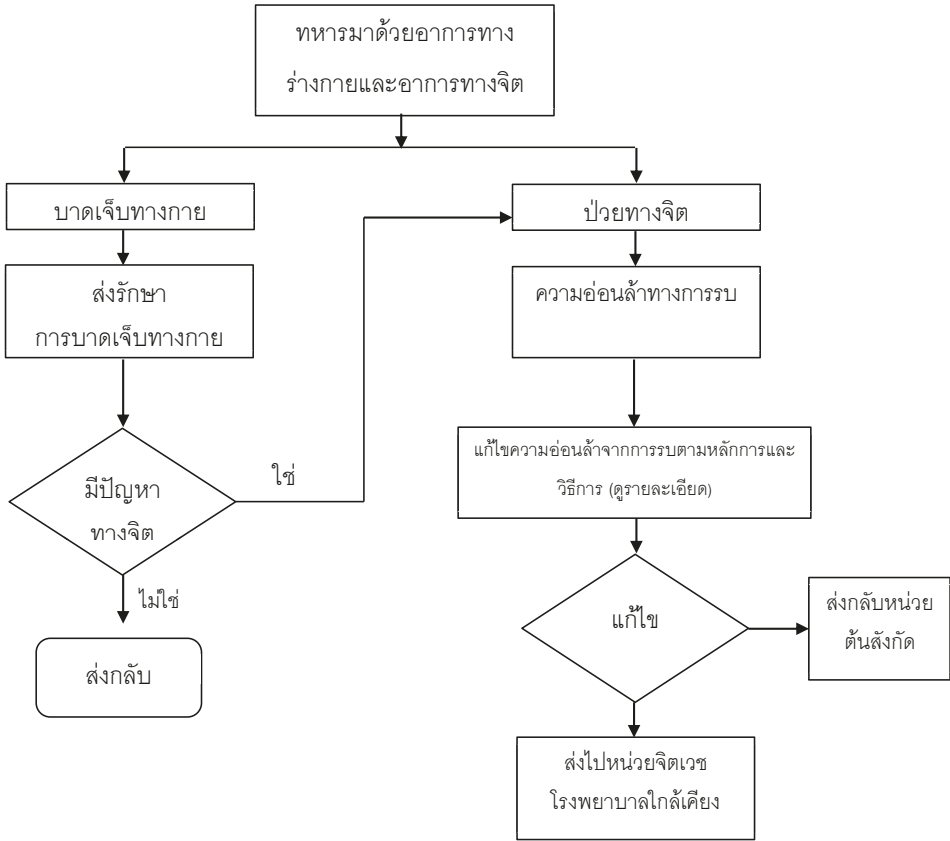 ทหารมาด้วยอาการทาง
ร่างกายและอาการทางจิต
บาดเจ็บทางกาย
ป่วยทางจิต
ส่งรักษา
การบาดเจ็บทางกาย
ความอ่อนล้าทางการรบ
มีปัญหา
ทางจิต
ใช่
ไม่ใช่
ส่งกลับ
แก้ไขความอ่อนล้าจากการรบตามหลักการและ
วิธีการ (ดูรายละเอียด)
แก้ไข
ส่งกลับหน่วย
ต้นสังกัด
ส่งไปหน่วยจิตเวช
โรงพยาบาลใกล้เคียง